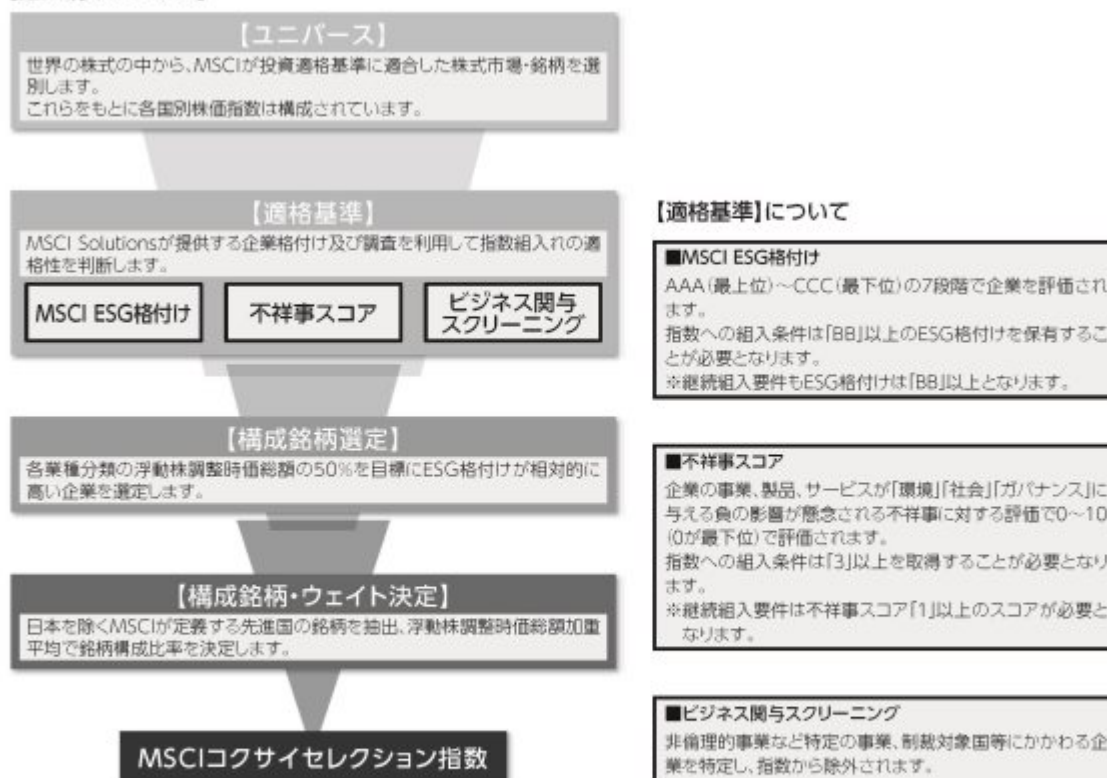 【ユニバース】
世界の株式の中から、MSCIが投資適格基準に適合した株式市場・銘柄を選
別します。
これらをもとに各国別株価指数は構成されています。
【適格基準】
MSCI Solutionsが提供する企業格付け及び調査を利用して指数組入れの適
格性を判断します。
MSCI ESG格付け
不祥事スコア
ビジネス関与
スクリーニング
【構成銘柄選定】
各業種分類の浮動株調整時価総額の50%を目標にESG格付けが相対的に
高い企業を選定します。
【構成銘柄・ウェイト決定】
日本を除くMSCIが定義する先進国の銘柄を抽出、浮動株調整時価総額加重
平均で銘柄構成比率を決定します。
MSCIコクサイセレクション指数
【適格基準】について
■MSCI ESG格付け
AAA（最上位）～CCC（最下位）の7段階で企業を評価され
ます。
指数への組入条件は「BB」以上のESG格付けを保有するこ
とが必要となります。
※継続組入要件もESG格付けは「BB」以上となります。
■不祥事スコア
企業の事業、製品、サービスが「環境」「社会」「ガバナンス」に
与える負の影響が懸念される不祥事に対する評価で0～10
（0が最下位）で評価されます。
指数への組入条件は「3」以上を取得することが必要となり
ます。
※継続組入要件は不祥事スコア「1」以上のスコアが必要と
なります。
■ビジネス関与スクリーニング
非倫理的事業など特定の事業、制裁対象国等にかかわる企
業を特定し、指数から除外されます。